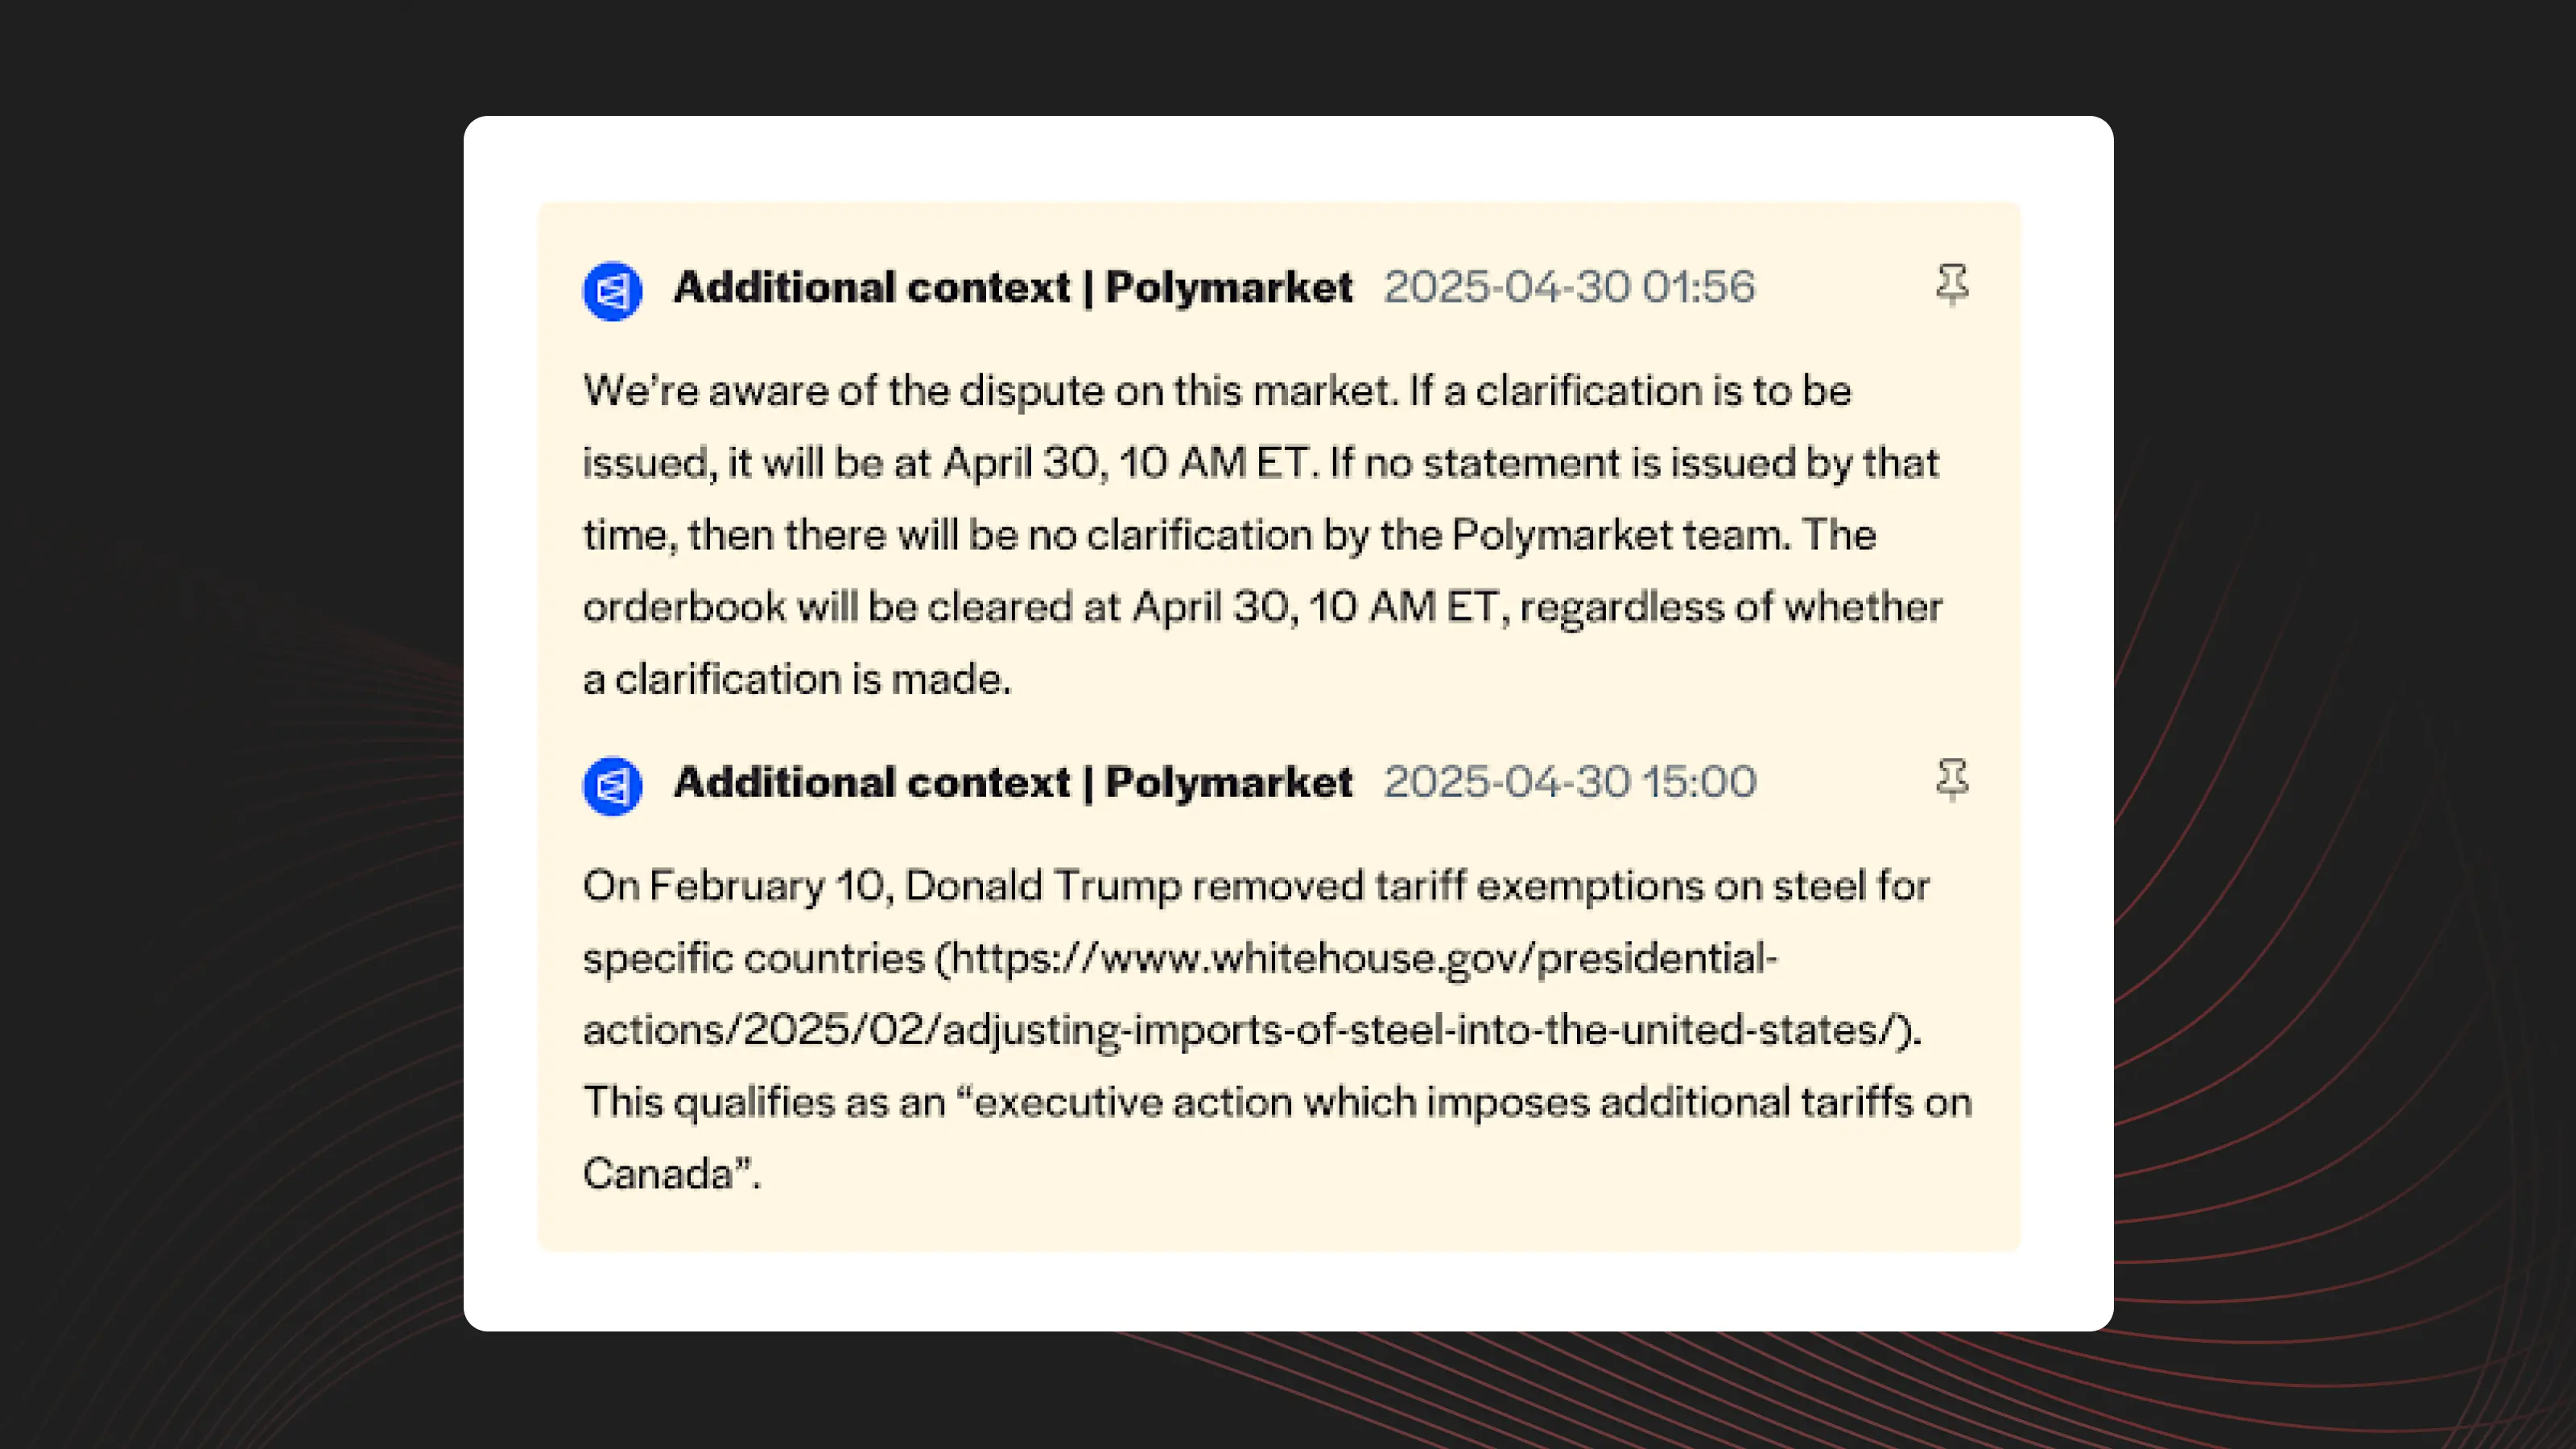 Additional context | Polymarket 2025-04-30 01:56
We’re aware of the dispute on this market. If a clarification is to be
issued, it will be at April 30, 10 AM ET. If no statement is issued by that
time, then there will be no clarification by the Polymarket team. The
orderbook will be cleared at April 30, 10 AM ET, regardless of whether
a clarification is made.
Additional context | Polymarket 2025-04-30 15:00
On February 10, Donald Trump removed tariff exemptions on steel for
specific countries (https://www.whitehouse.gov/presidential-
actions/2025/02/adjusting-imports-of-steel-into-the-united-states/).
This qualifies as an “executive action which imposes additional tariffs on
Canada”.